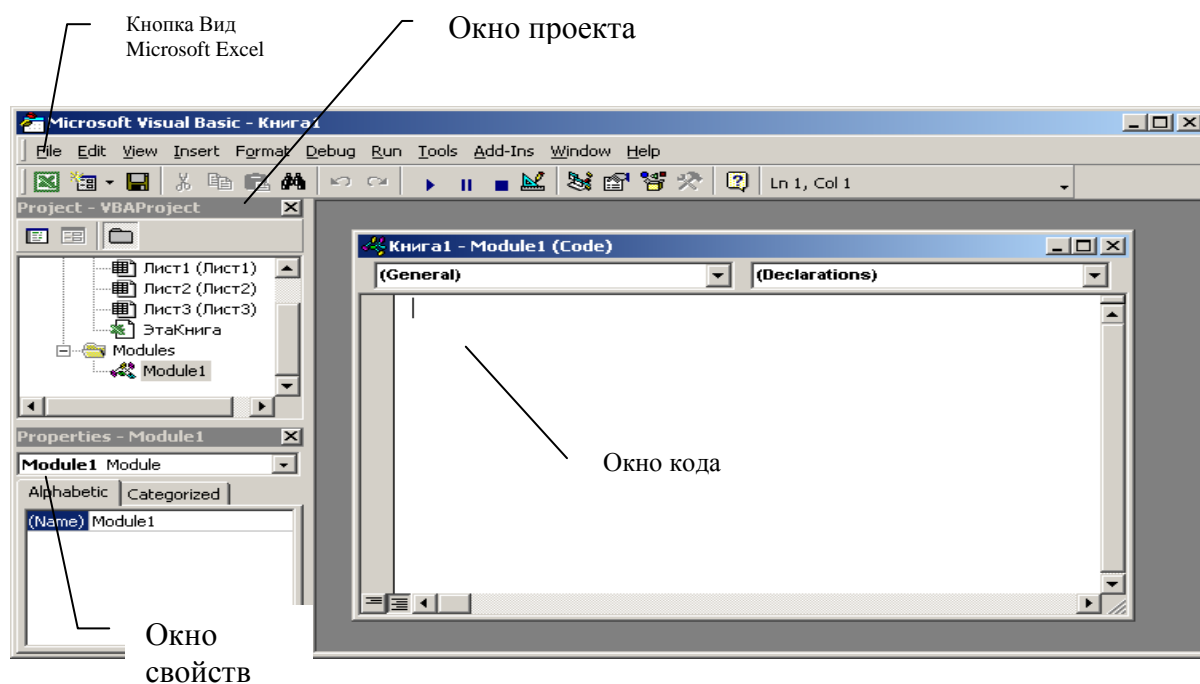 Кнопка Вид
Microsoft Excel
Окно проекта
Microsoft Visual Basic - Книга1
File Edit View Insert Format Debug Run Tools Add-Ins Window Help
Ln 1, Col 1
Project - VBAProject
Лист1 (Лист1)
Лист2 (Лист2)
Лист3 (Лист3)
ЭтаКнига
Modules
Module1
Книга1 - Module1 (Code)
(General) (Declarations)
Окно кода
Properties - Module1
Module1 Module
Alphabetic Categorized
(Name) Module1
Окно
свойств